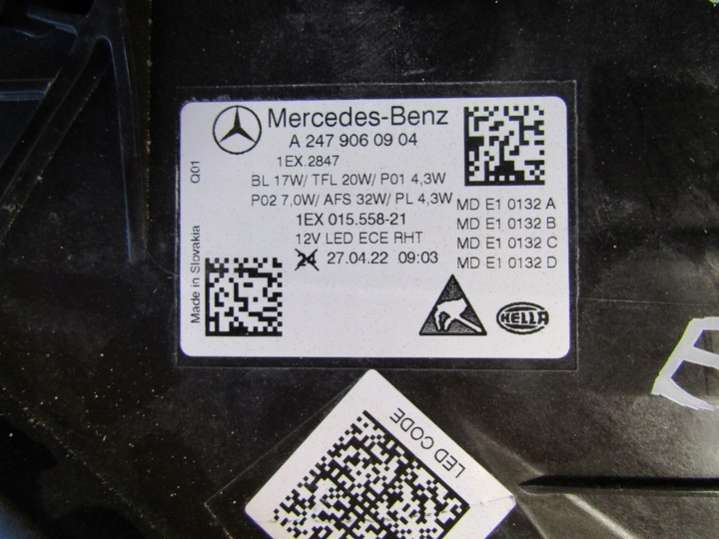 Mercedes-Benz
A 247 906 09 04
1EX.2847
BL 17W/ TFL 20W/ P01 4,3W
P02 7,0W/ AFS 32W/ PL 4,3W
1EX 015.558-21
12V LED ECE RHT
24 27.04.22 09:03
MD E1 0132 A
MD E1 0132 B
MD E1 0132 C
MD E1 0132 D
Q01
Made in Slovakia
HELLA
LED CODE